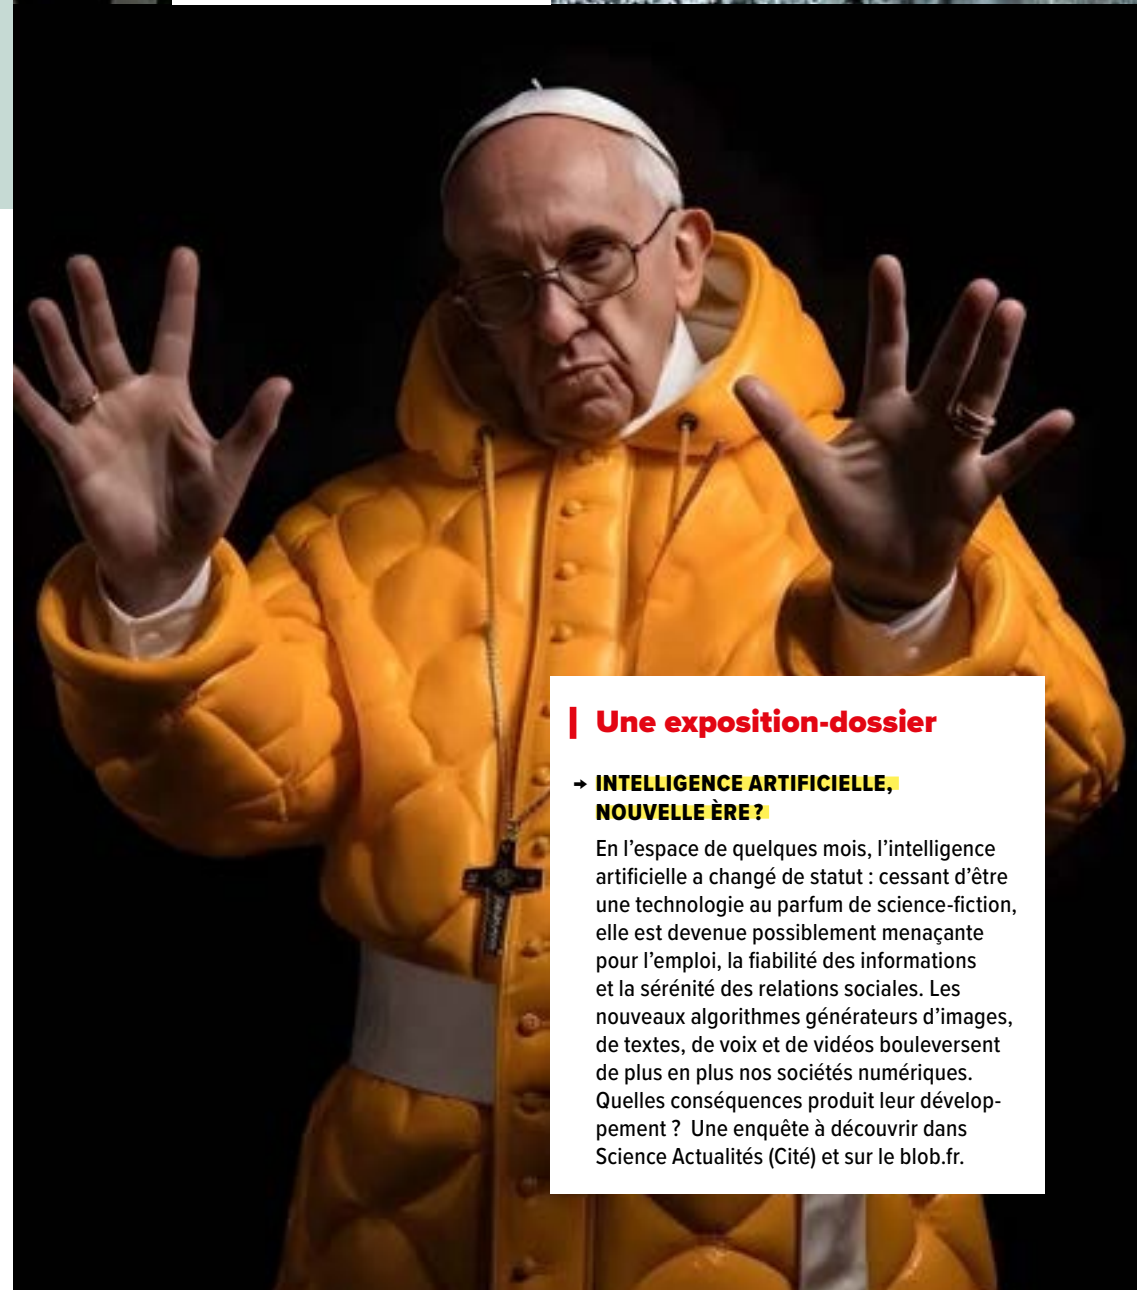 Une exposition-dossier
→ INTELLIGENCE ARTIFICIELLE,
NOUVELLE ÈRE ?
En l’espace de quelques mois, l’intelligence
artificielle a changé de statut : cessant d’être
une technologie au parfum de science-fiction,
elle est devenue possiblement menaçante
pour l’emploi, la fiabilité des informations
et la sérénité des relations sociales. Les
nouveaux algorithmes générateurs d’images,
de textes, de voix et de vidéos bouleversent
de plus en plus nos sociétés numériques.
Quelles conséquences produit leur dévelop-
pement ?  Une enquête à découvrir dans
Science Actualités (Cité) et sur le blob.fr.